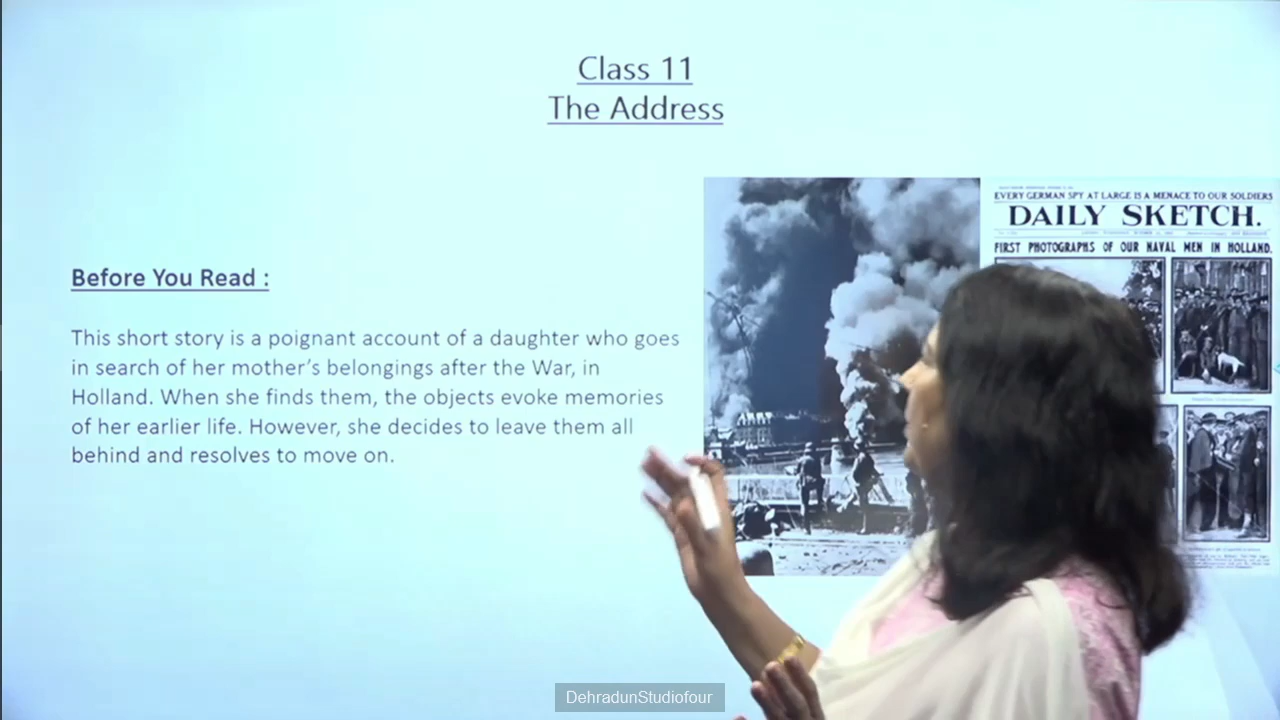 Class 11
The Address
Before You Read :
This short story is a poignant account of a daughter who goes
in search of her mother’s belongings after the War, in
Holland. When she finds them, the objects evoke memories
of her earlier life. However, she decides to leave them all
behind and resolves to move on.
EVERY GERMAN SPY AT LARGE IS A MENACE TO OUR SOLDIERS
DAILY SKETCH.
FIRST PHOTOGRAPHS OF OUR NAVAL MEN IN HOLLAND.
DehradunStudiofour